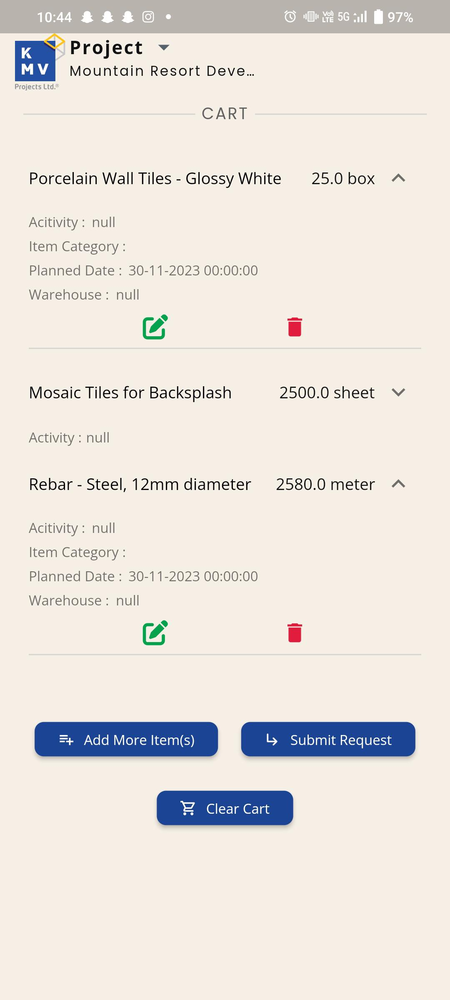 10:44 VoLTE 5G 97%
K
M V
Projects Ltd.®
Project
Mountain Resort Deve…
CART
Porcelain Wall Tiles - Glossy White 25.0 box
Acitivity : null
Item Category :
Planned Date : 30-11-2023 00:00:00
Warehouse : null
Mosaic Tiles for Backsplash 2500.0 sheet
Activity : null
Rebar - Steel, 12mm diameter 2580.0 meter
Acitivity : null
Item Category :
Planned Date : 30-11-2023 00:00:00
Warehouse : null
Add More Item(s) Submit Request
Clear Cart